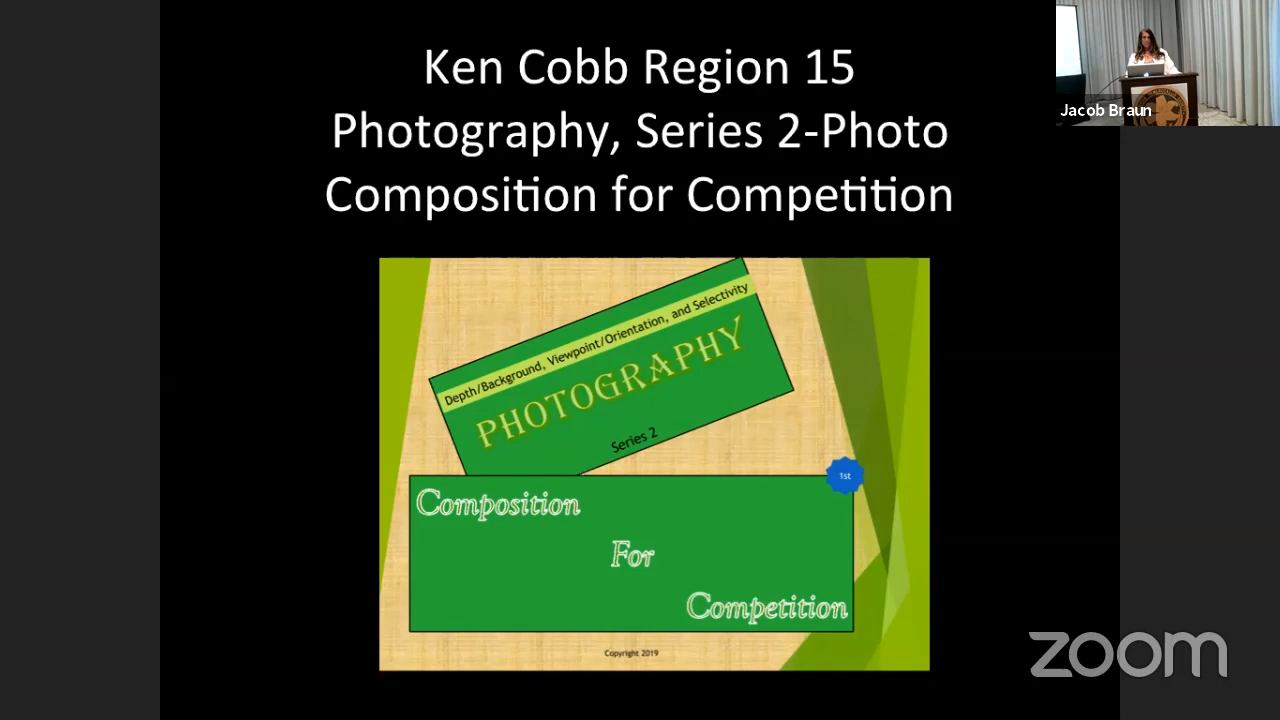 Ken Cobb Region 15
Photography, Series 2-Photo
Composition for Competition
Jacob Braun
Depth/Background, Viewpoint/Orientation, and Selectivity
PHOTOGRAPHY
Series 2
1st
Composition
For
Competition
Copyright 2019
zoom